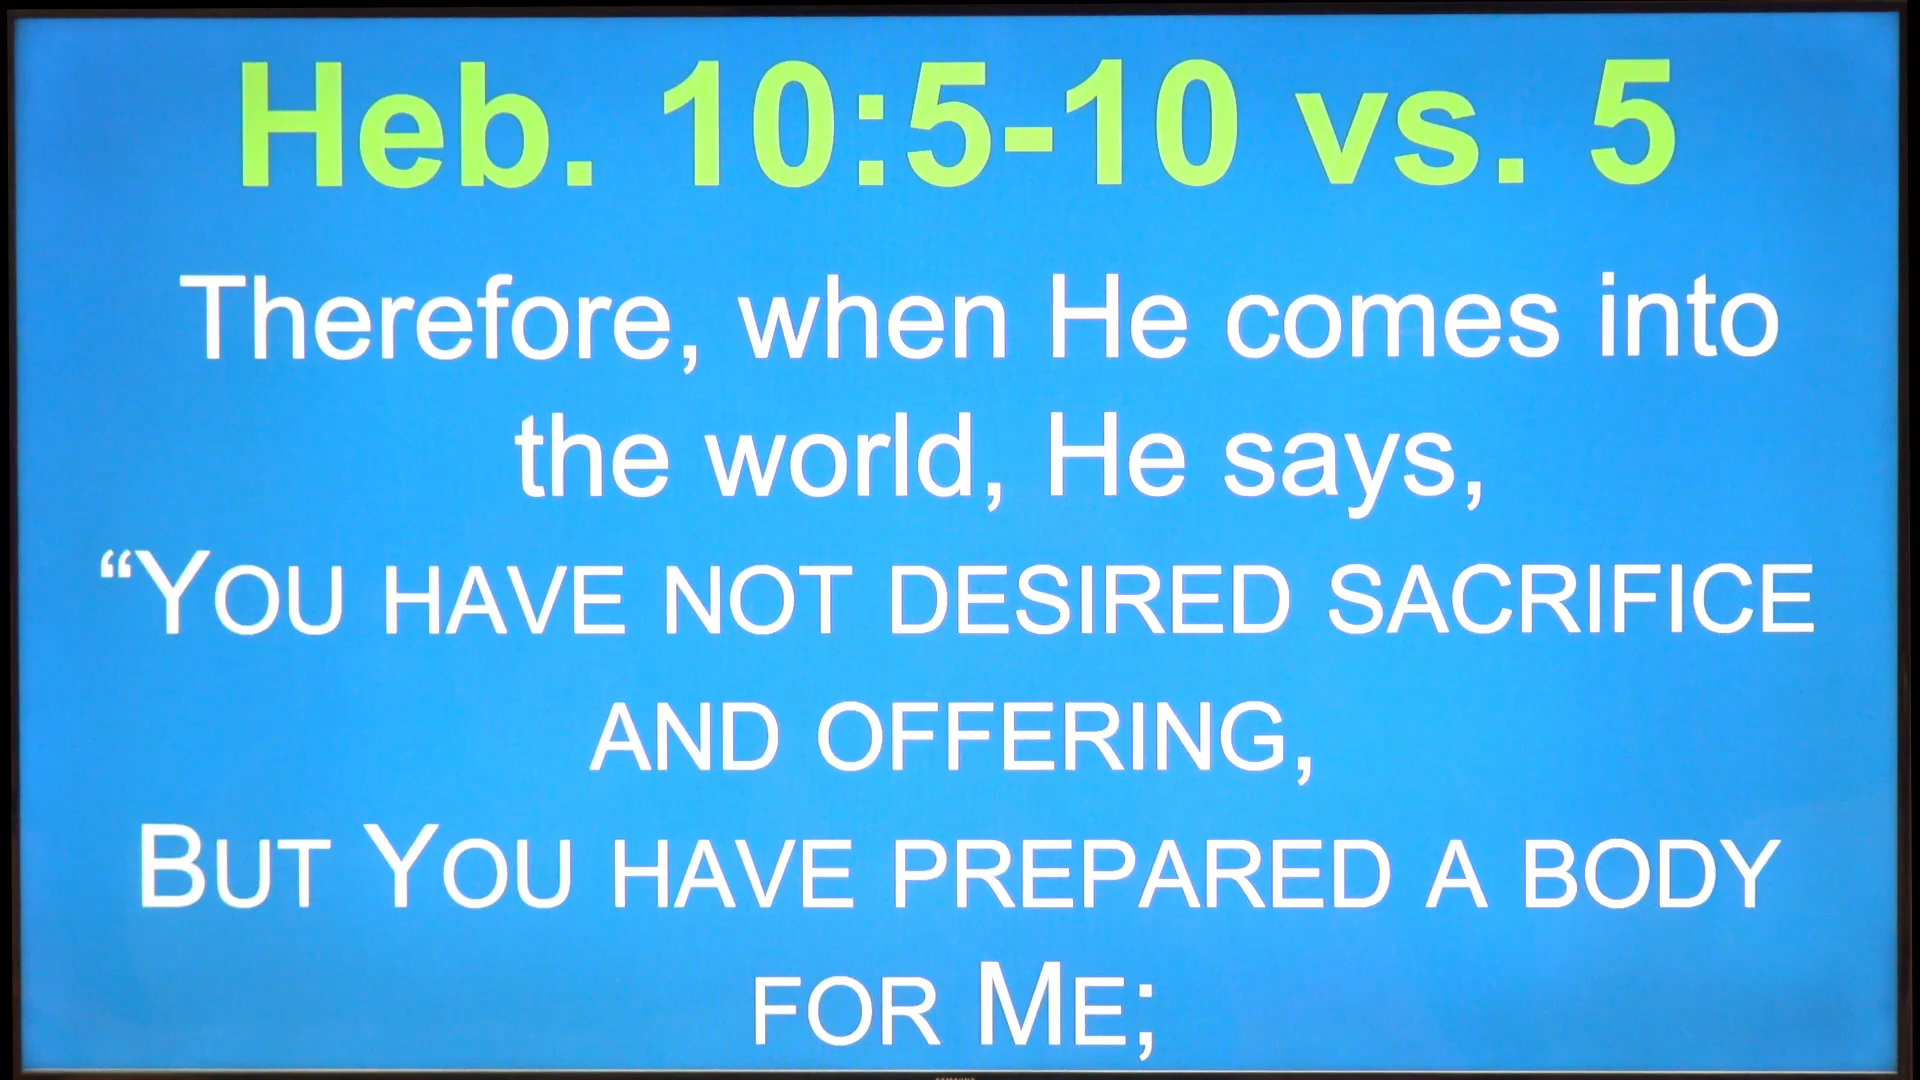 Heb. 10:5-10 vs. 5
Therefore, when He comes into
the world, He says,
“YOU HAVE NOT DESIRED SACRIFICE
AND OFFERING,
BUT YOU HAVE PREPARED A BODY
FOR ME;